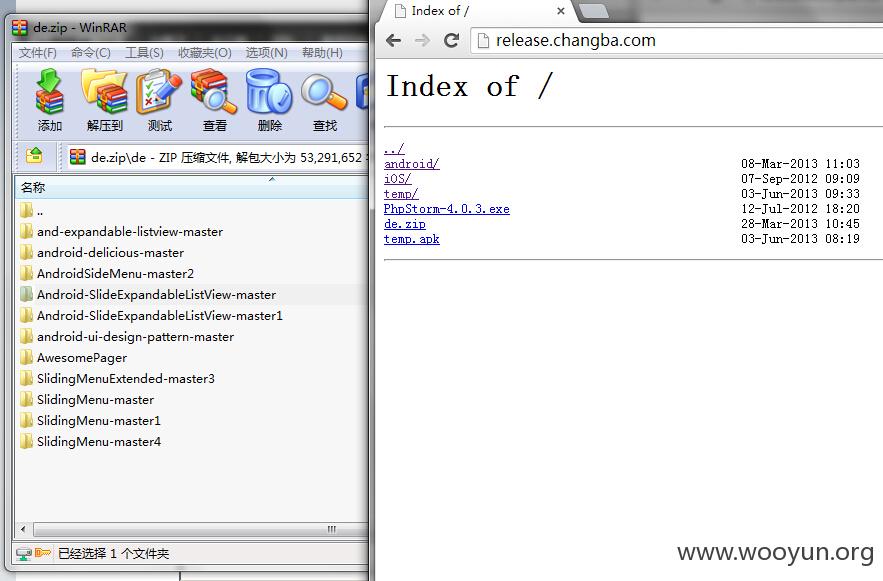 de.zip - WinRAR
文件(F) 命令(C) 工具(S) 收藏夹(O) 选项(N) 帮助(H)
添加 解压到 测试 查看 删除 查找
de.zip\de - ZIP 压缩文件, 解包大小为 53,291,652
名称
..
and-expandable-listview-master
android-delicious-master
AndroidSideMenu-master2
Android-SlideExpandableListView-master
Android-SlideExpandableListView-master1
android-ui-design-pattern-master
AwesomePager
SlidingMenuExtended-master3
SlidingMenu-master
SlidingMenu-master1
SlidingMenu-master4
已经选择 1 个文件夹
Index of /
release.changba.com
Index of /
../
android/ 08-Mar-2013 11:03
iOS/ 07-Sep-2012 09:09
temp/ 03-Jun-2013 09:33
PhpStorm-4.0.3.exe 12-Jul-2012 18:20
de.zip 28-Mar-2013 10:45
temp.apk 03-Jun-2013 08:19
www.wooyun.org